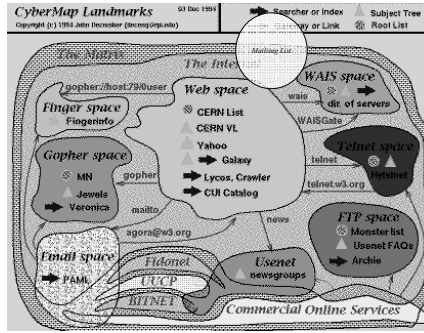 CyberMap Landmarks
03 Dec 1994
Copyright (c) 1994 John December (decemj@rpi.edu)
Searcher or Index
Subject Tree
Gateway or Link
Root List
Mailing List
The Matrix
The Internet
gopher://host:79/0user
Web space
CERN List
CERN VL
Yahoo
Galaxy
Lycos, Crawler
CUI Catalog
wais
WAIS space
dir. of servers
WAISGate
Finger space
Fingerinfo
Gopher space
MN
Jewels
Veronica
gopher
mailto
agora@w3.org
telnet
Telnet space
Hytelnet
telnet.w3.org
news
FTP space
Monster list
Usenet FAQs
Archie
Email space
PAML
Fidonet
UUCP
BITNET
Usenet
newsgroups
Commercial Online Services